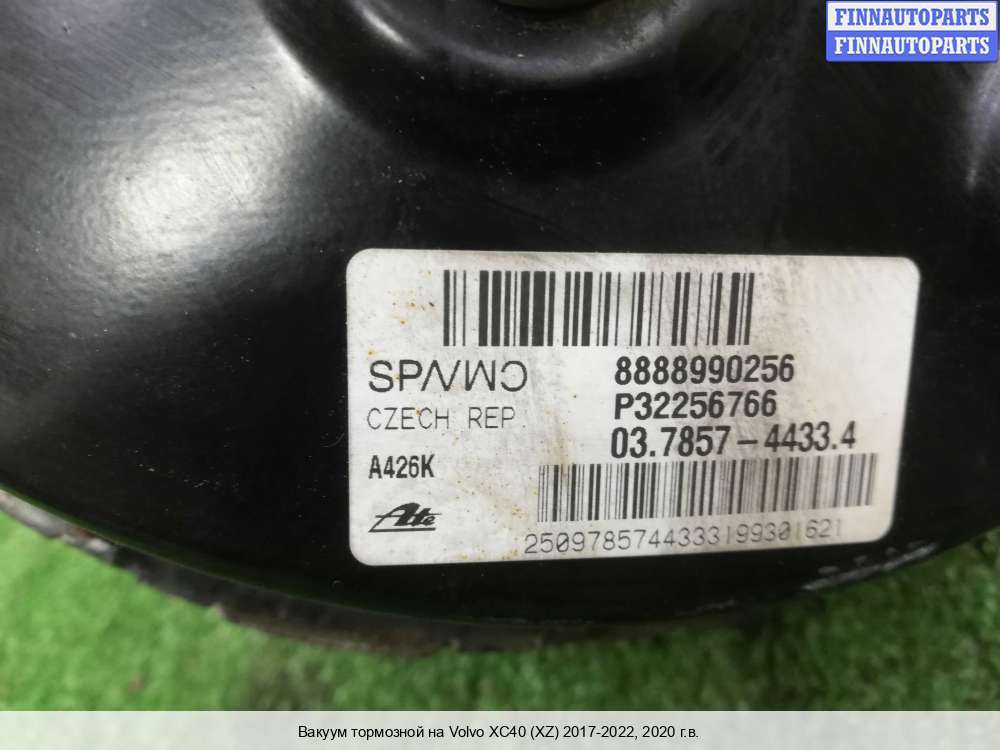 FINNAUTOPARTS
FINNAUTOPARTS
8888990256
P32256766
CZECH REP.
03.7857-4433.4
A426K
Ate
2509785744333199301621
Вакуум тормозной на Volvo XC40 (XZ) 2017-2022, 2020 г.в.